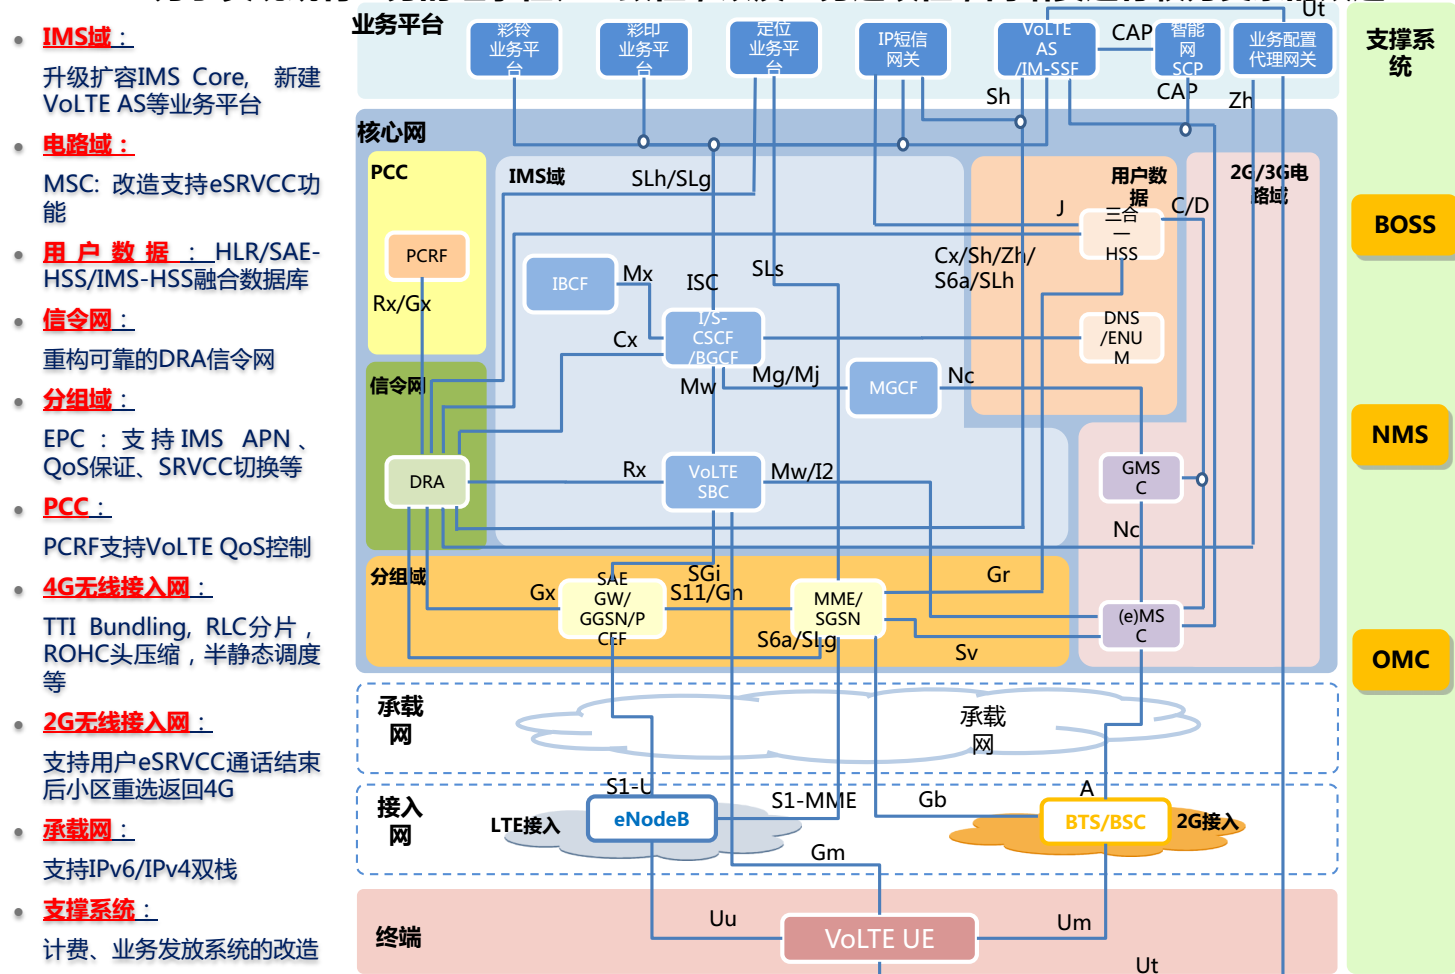 • IMS域：
升级扩容IMS Core, 新建
VoLTE AS等业务平台
• 电路域：
MSC: 改造支持eSRVCC功
能
• 用户数据：HLR/SAE-
HSS/IMS-HSS融合数据库
• 信令网：
重构可靠的DRA信令网
• 分组域：
EPC：支持IMS APN、
QoS保证、SRVCC切换等
• PCC：
PCRF支持VoLTE QoS控制
• 4G无线接入网：
TTI Bundling, RLC分片，
ROHC头压缩，半静态调度
等
• 2G无线接入网：
支持用户eSRVCC通话结束
后小区重选返回4G
• 承载网：
支持IPv6/IPv4双栈
• 支撑系统：
计费、业务发放系统的改造
业务平台
彩铃
业务平
台
彩印
业务平
台
定位
业务平
台
IP短信
网关
VoLTE
AS
/IM-SSF
CAP
智能
网
SCP
业务配置
代理网关
Ut
Sh
CAP
Zh
核心网
PCC
PCRF
Rx/Gx
IMS域
SLh/SLg
IBCF
Mx
ISC
SLs
I/S-
CSCF
/BGCF
Cx
Mw
Mg/Mj
MGCF
Nc
用户数
据
J
三合
一
HSS
C/D
Cx/Sh/Zh/
S6a/SLh
DNS
/ENU
M
2G/3G电
路域
信令网
DRA
Rx
VoLTE
SBC
Mw/I2
GMS
C
Nc
分组域
Gx
SAE
GW/
GGSN/P
CEF
SGi
S11/Gn
MME/
SGSN
S6a/SLg
Gr
Sv
(e)MS
C
承载
网
承载
网
接入
网
S1-U
LTE接入
eNodeB
S1-MME
Gb
A
BTS/BSC
2G接入
Gm
终端
Uu
VoLTE UE
Um
Ut
支撑系
统
BOSS
NMS
OMC